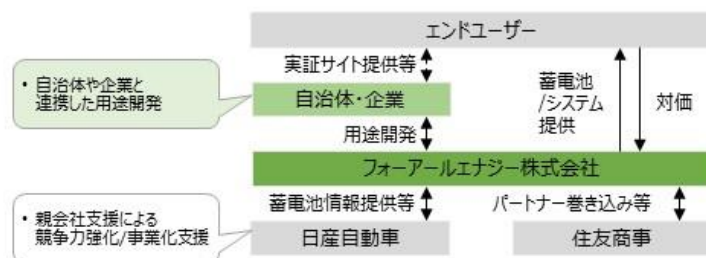 エンドユーザー
実証サイト提供等
・自治体や企業と
連携した用途開発
自治体・企業
蓄電池
/システム
提供
対価
用途開発
フォーアールエナジー株式会社
蓄電池情報提供等
パートナー巻き込み等
・親会社支援による
競争力強化/事業化支援
日産自動車
住友商事